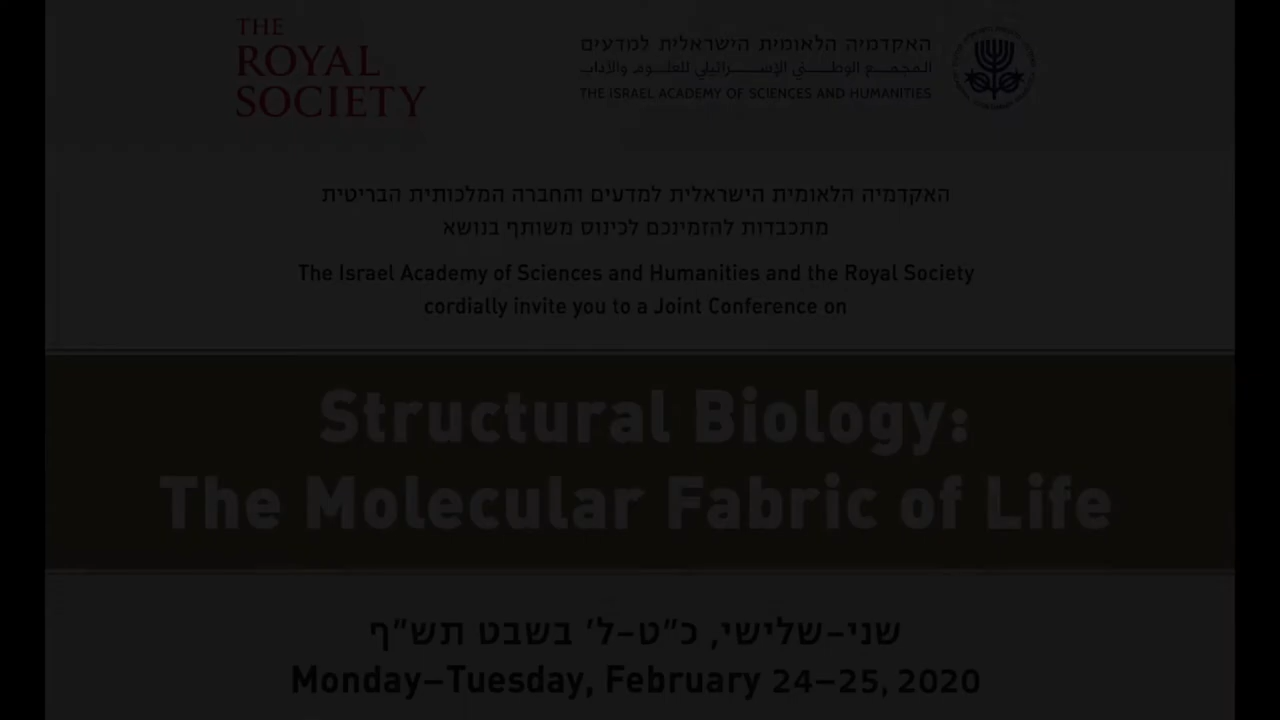 THE
ROYAL
SOCIETY
האקדמיה הלאומית הישראלית למדעים
المجمع الوطني الإسرائيلي للعلوم والآداب
THE ISRAEL ACADEMY OF SCIENCES AND HUMANITIES
האקדמיה הלאומית הישראלית למדעים והחברה המלכותית הבריטית
מתכבדות להזמינכם לכינוס משותף בנושא
The Israel Academy of Sciences and Humanities and the Royal Society
cordially invite you to a Joint Conference on
Structural Biology:
The Molecular Fabric of Life
שני–שלישי, כ"ט–ל' בשבט תש"ף
Monday–Tuesday, February 24–25, 2020